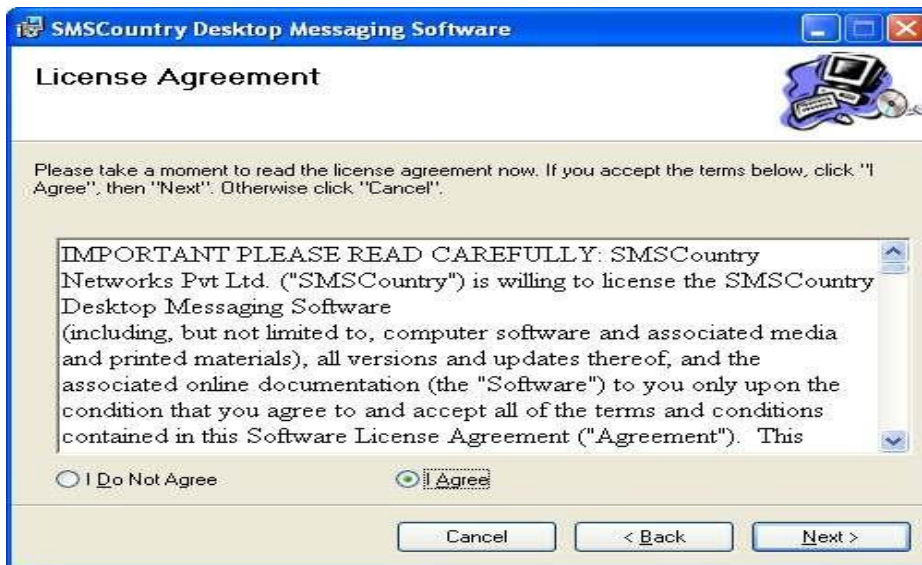 SMSCountry Desktop Messaging Software
License Agreement
Please take a moment to read the license agreement now. If you accept the terms below, click "I
Agree", then "Next". Otherwise click "Cancel".
IMPORTANT PLEASE READ CAREFULLY: SMSCountry
Networks Pvt Ltd. ("SMSCountry") is willing to license the SMSCountry
Desktop Messaging Software
(including, but not limited to, computer software and associated media
and printed materials), all versions and updates thereof, and the
associated online documentation (the "Software") to you only upon the
condition that you agree to and accept all of the terms and conditions
contained in this Software License Agreement ("Agreement"). This
I Do Not Agree
I Agree
Cancel
< Back
Next >